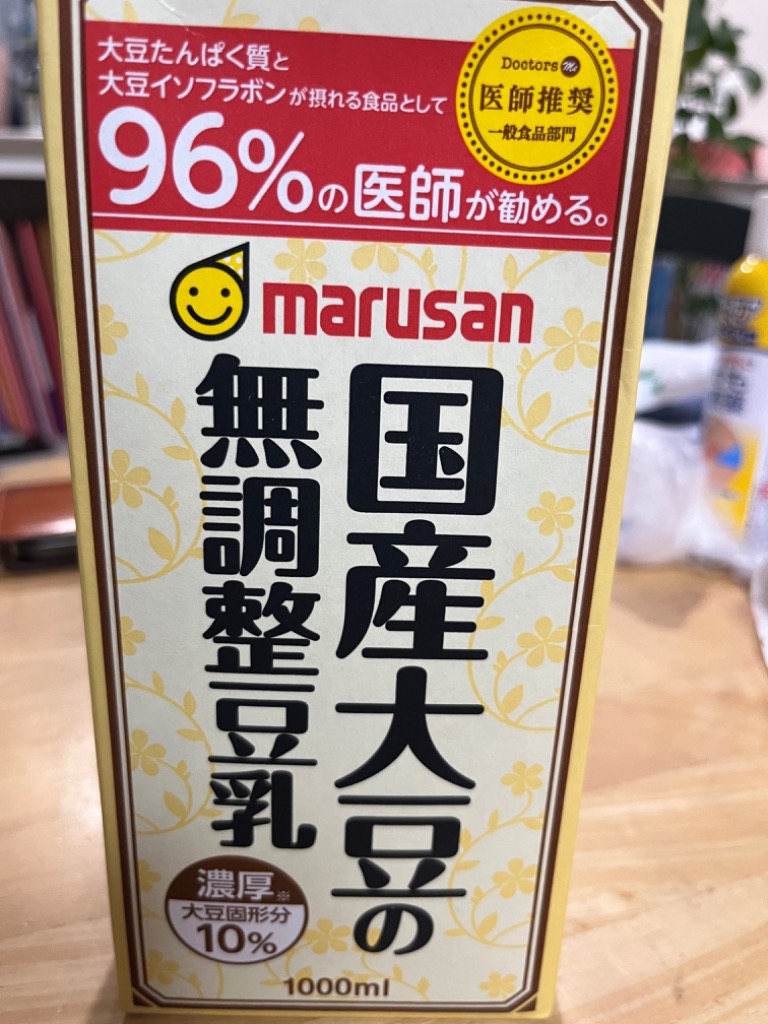 大豆たんぱく質と
大豆イソフラボンが摂れる食品として
96%の医師が勧める。
Doctors Me
医師推奨
一般食品部門
marusan
国産大豆の
無調整豆乳
濃厚※
大豆固形分
10%
1000ml